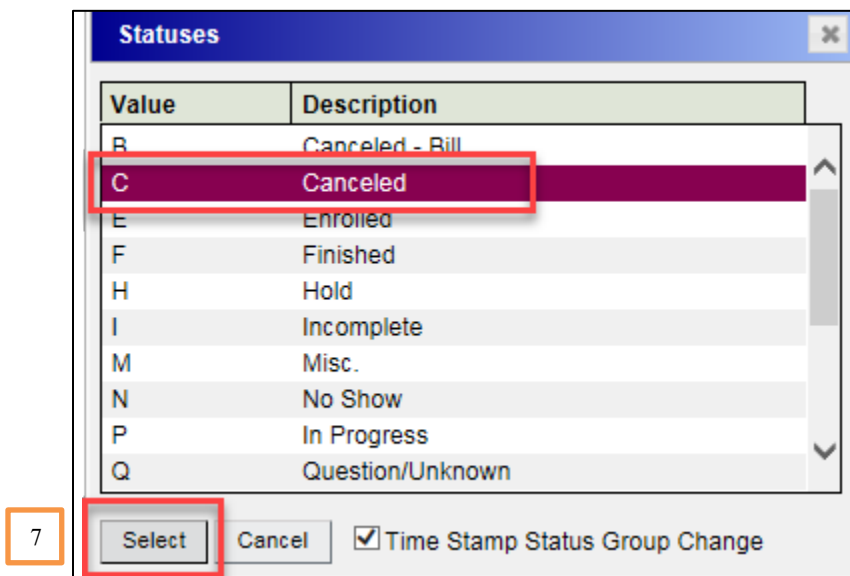 Statuses
Value Description
B Canceled - Bill
C Canceled
E Enrolled
F Finished
H Hold
I Incomplete
M Misc.
N No Show
P In Progress
Q Question/Unknown
7 Select Cancel Time Stamp Status Group Change